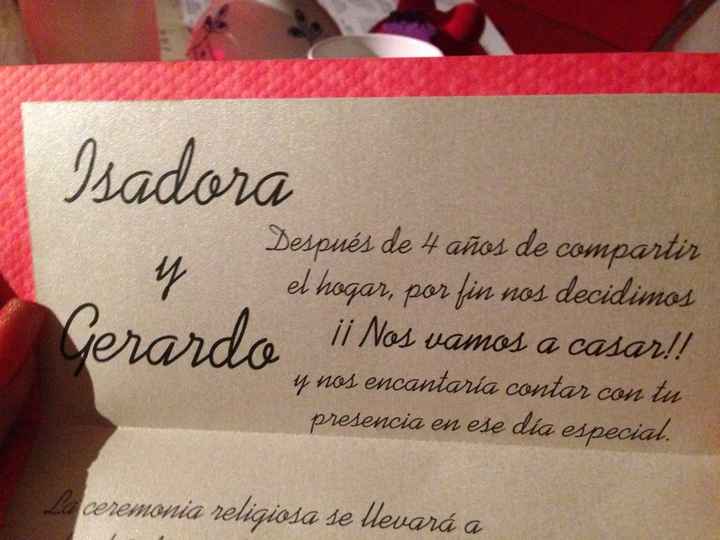 Isadora
y
Gerardo
Después de 4 años de compartir
el hogar, por fin nos decidimos
¡¡ Nos vamos a casar!!
y nos encantaría contar con tu
presencia en ese día especial.
La ceremonia religiosa se llevará a